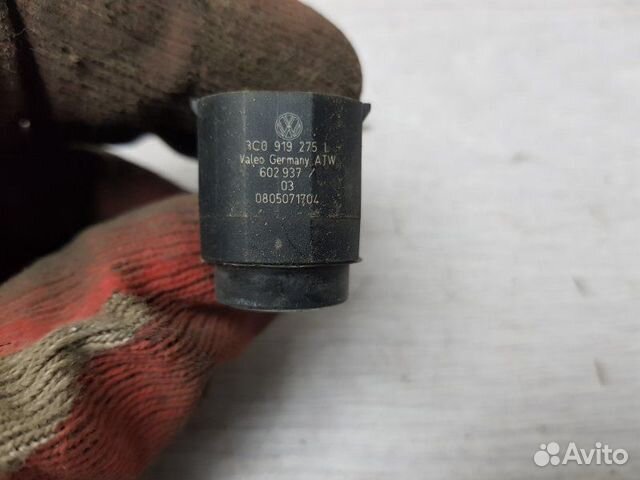 3C0 919 275 L
Valeo Germany ATW
602 937 /
03
0805071704
Avito